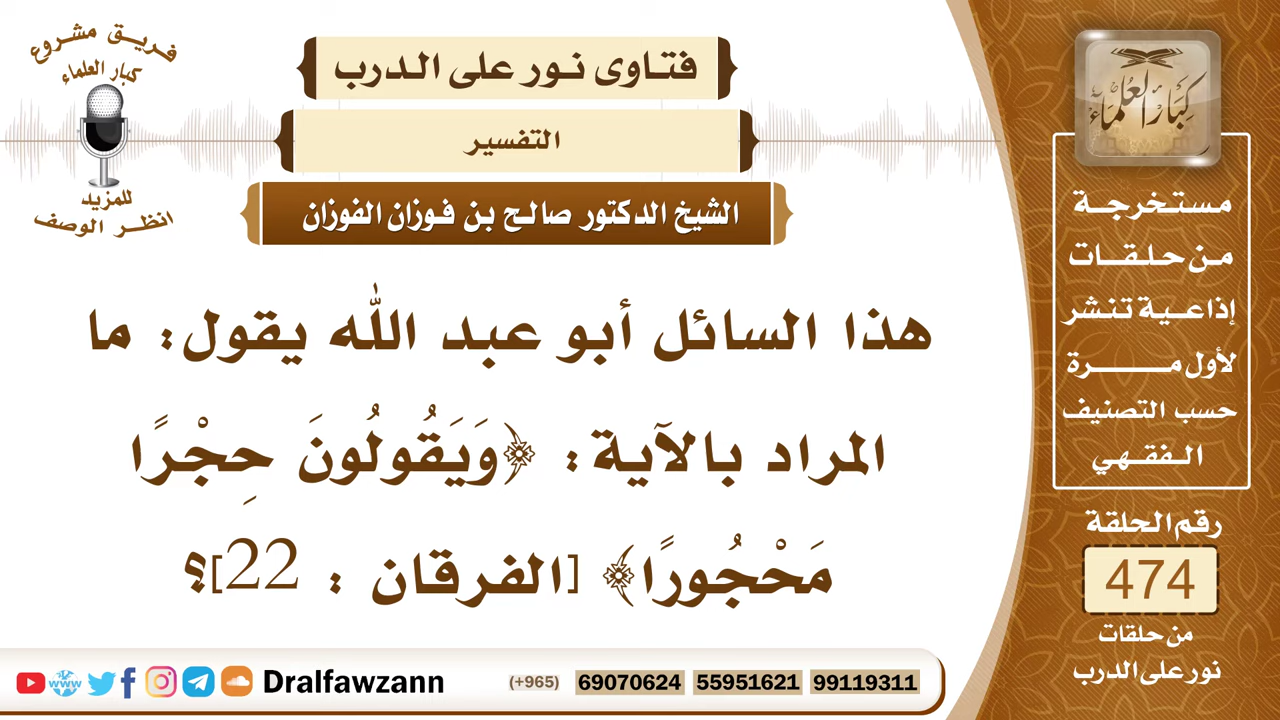 فريق مشروع
كبار العلماء
للمزيد
انظر الوصف
فتاوى نور على الدرب
التفسير
الشيخ الدكتور صالح بن فوزان الفوزان
هذا السائل أبو عبد الله يقول: ما
المراد بالآية: ﴿وَيَقُولُونَ حِجْرًا
مَحْجُورًا﴾ [الفرقان : 22]؟
كبار العلماء
مستخرجة
من حلقات
إذاعية تنشر
لأول مرة
حسب التصنيف
الفقهي
رقم الحلقة
474
من حلقات
نور على الدرب
www Dralfawzann (+965) 69070624 55951621 99119311